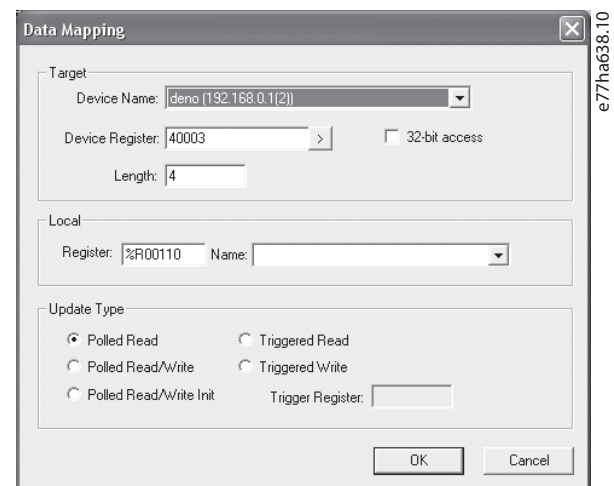 Data Mapping
Target
Device Name: deno (192.168.0.1(2))
Device Register: 40003 > 32-bit access
Length: 4
Local
Register: %R00110 Name:
Update Type
Polled Read Triggered Read
Polled Read/Write Triggered Write
Polled Read/Write Init Trigger Register:
OK Cancel
e77ha638.10